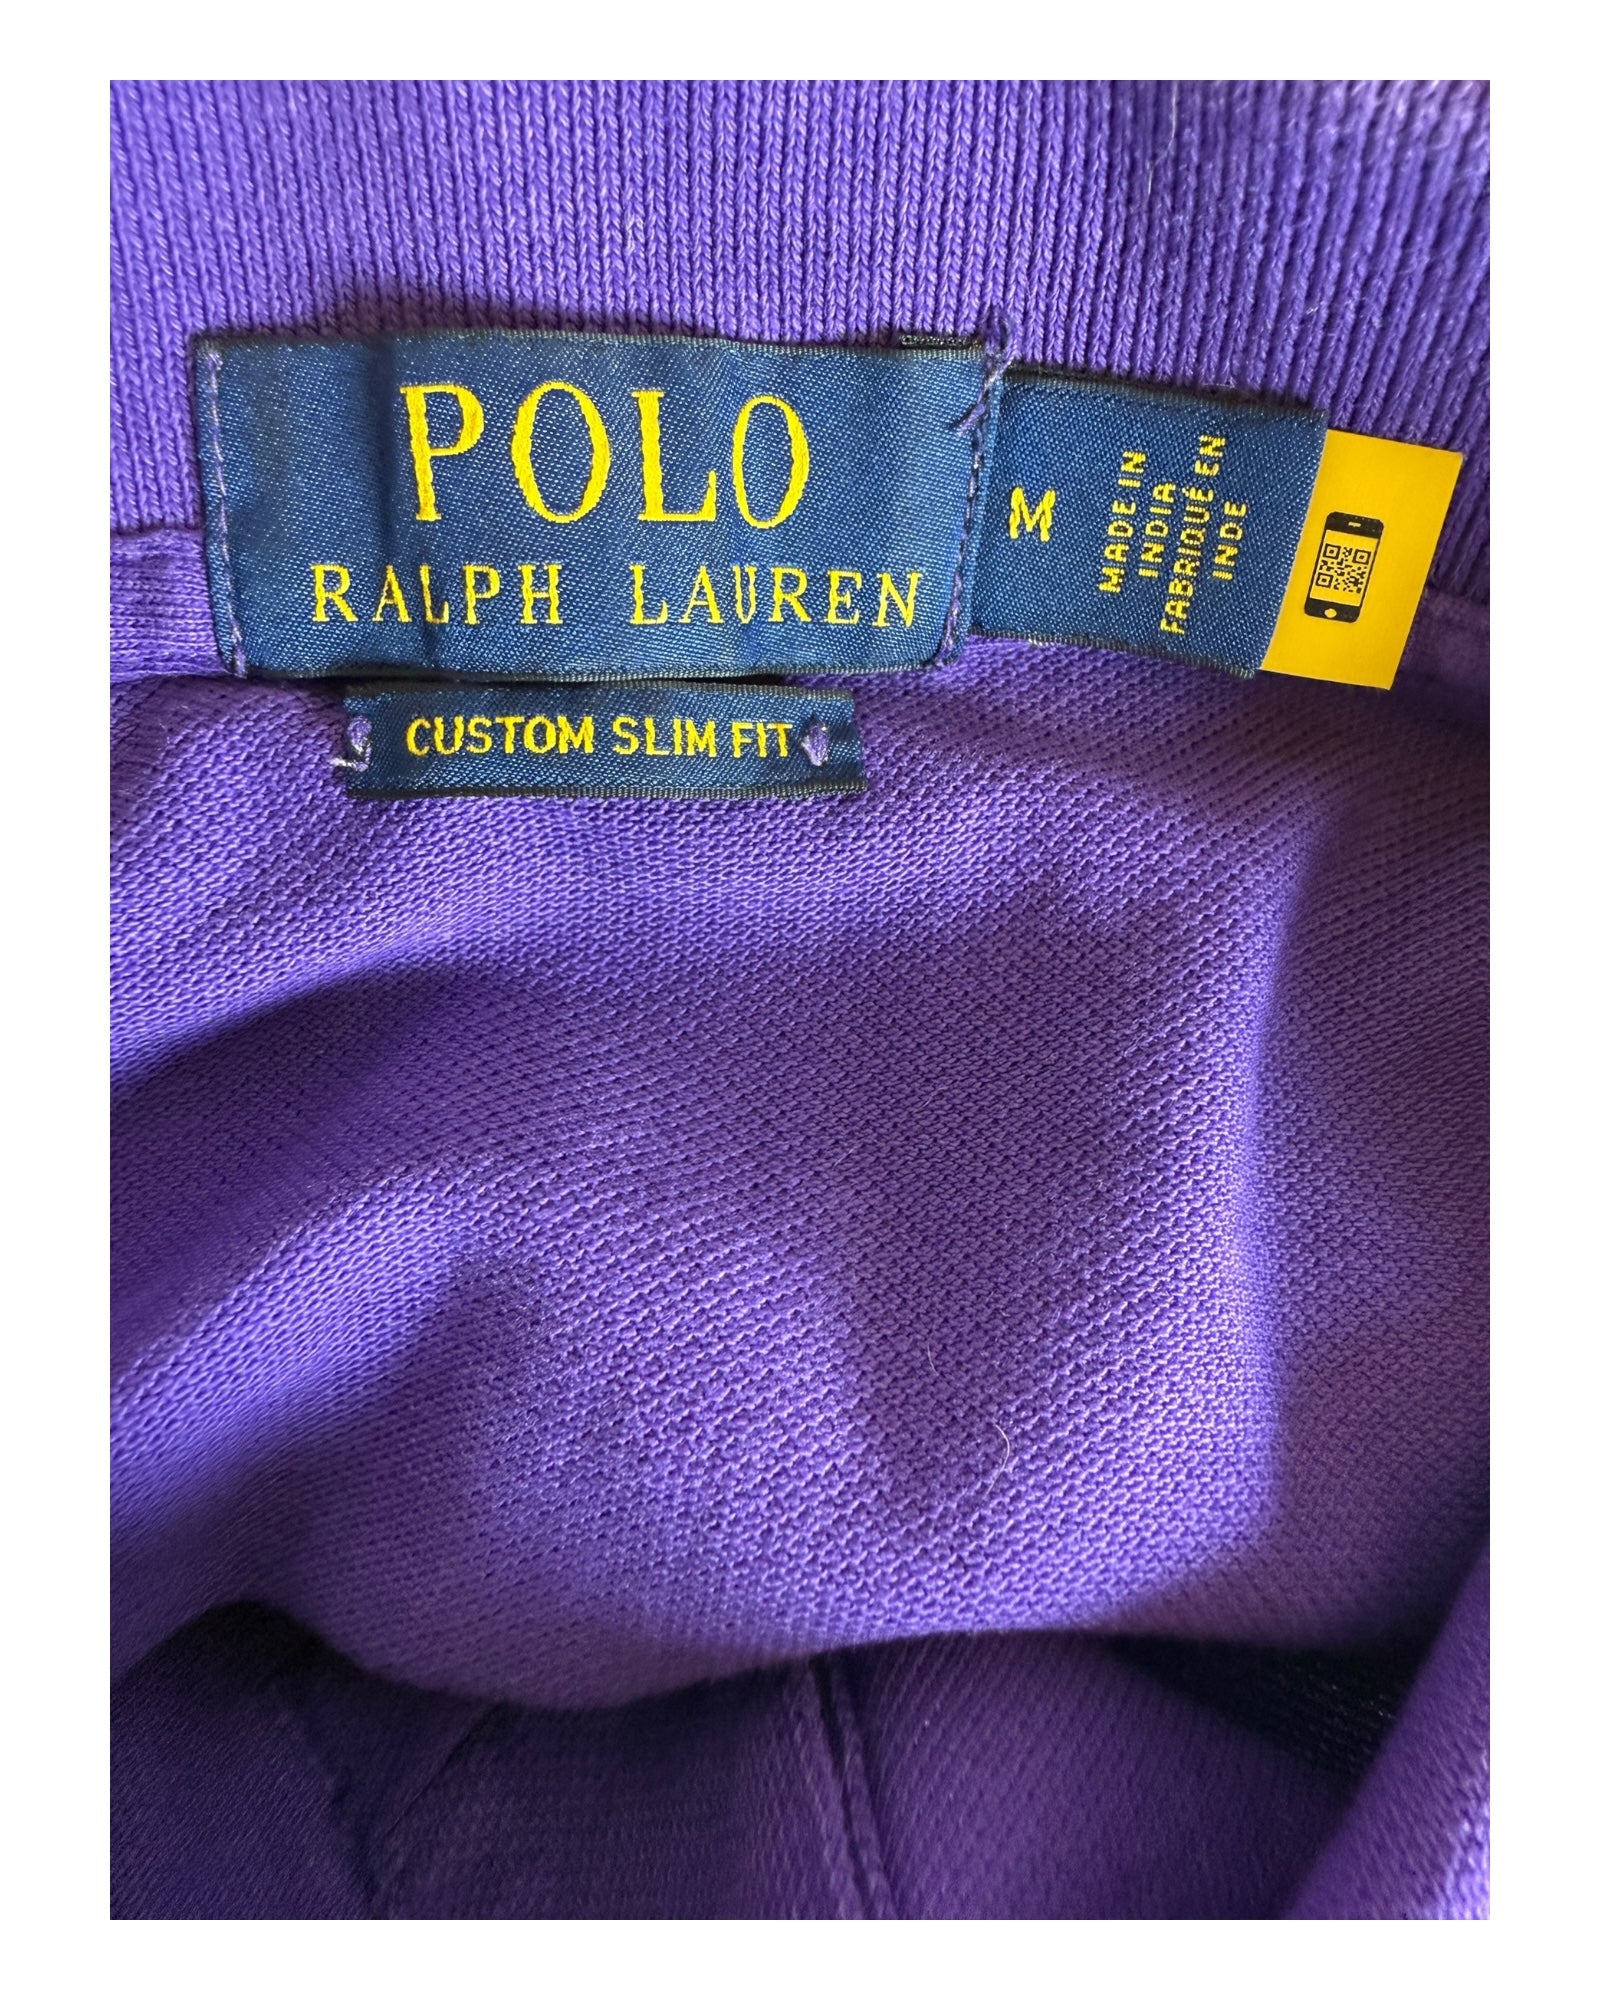 POLO
RALPH LAUREN
CUSTOM SLIM FIT
M
MADE IN
INDIA
FABRIQUÉ EN
INDE